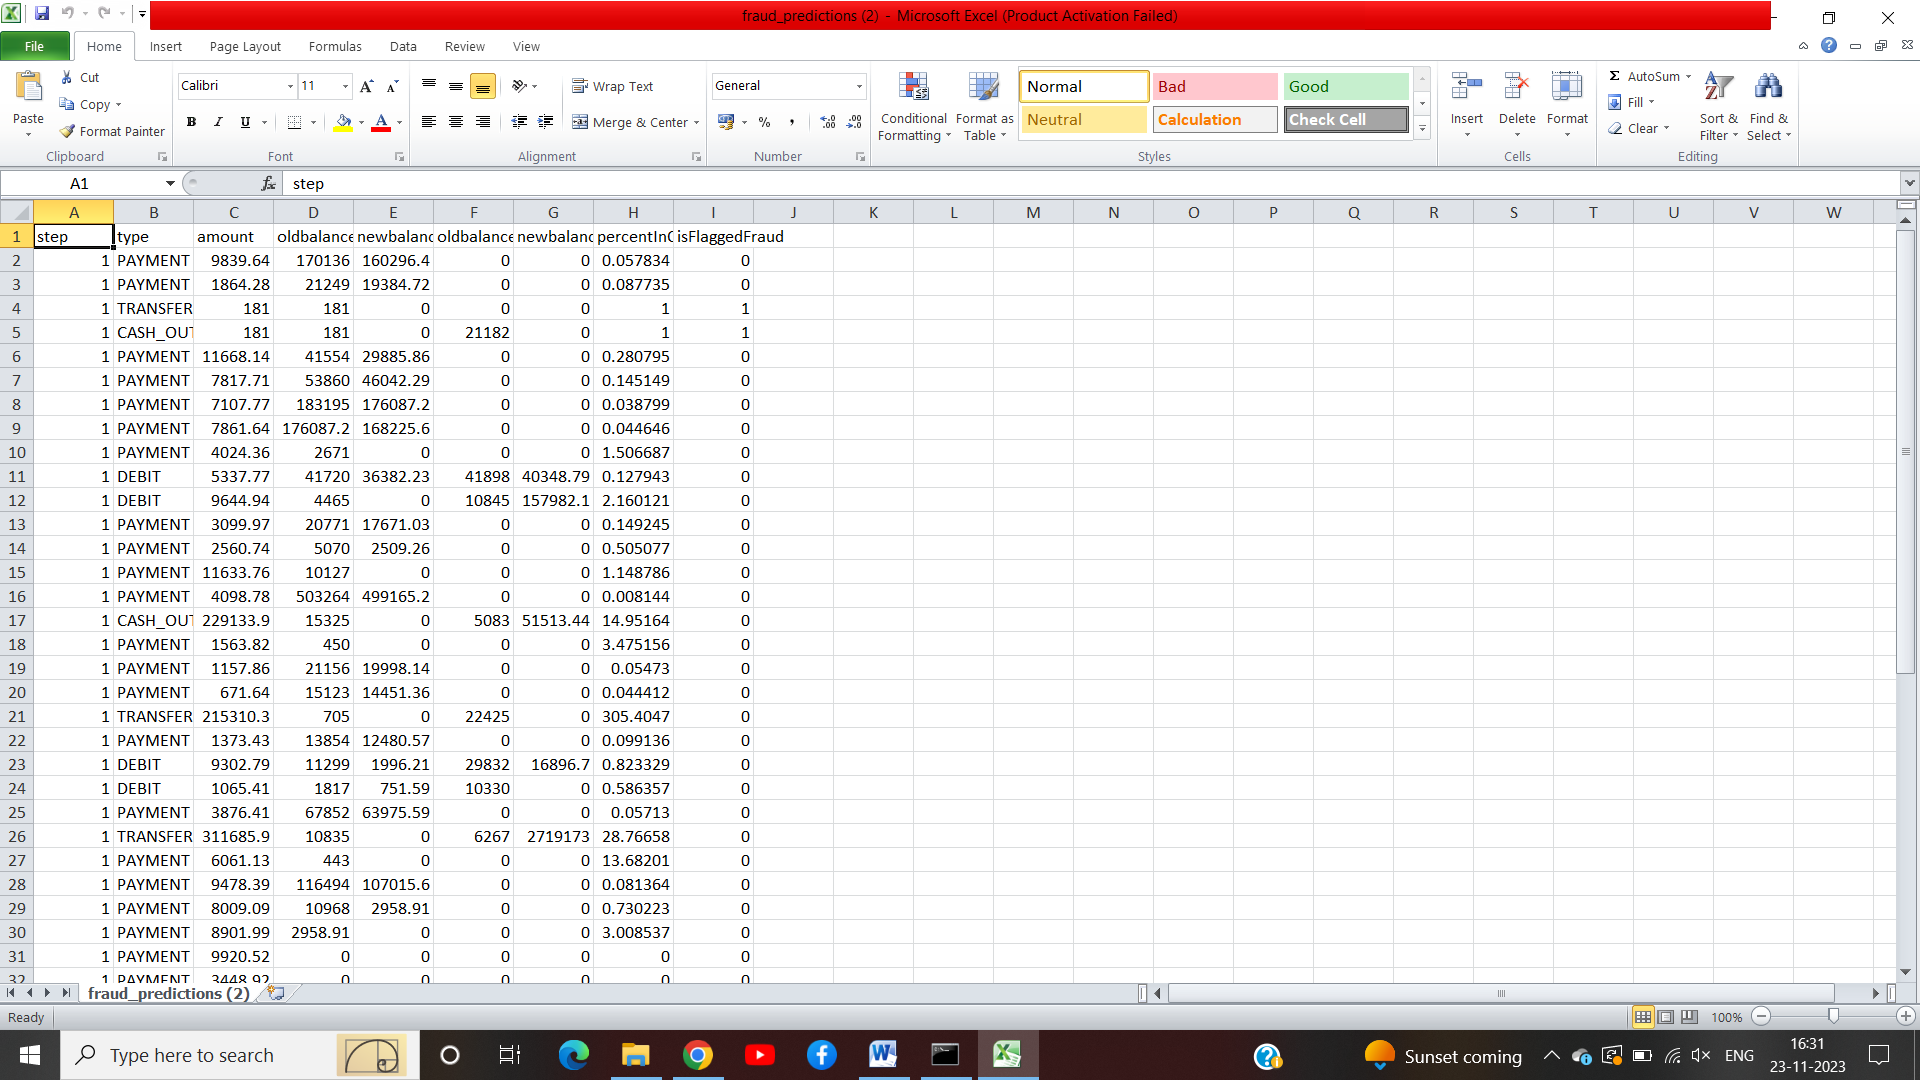 fraud_predictions (2) - Microsoft Excel (Product Activation Failed)
File Home Insert Page Layout Formulas Data Review View
Paste Cut Copy Format Painter Clipboard
Calibri 11 A A B I U A Font
Wrap Text Merge & Center Alignment
General % , Number
Conditional Formatting Format as Table Normal Bad Good Neutral Calculation Check Cell Styles
Insert Delete Format Cells
Σ AutoSum Fill Clear Sort & Filter Find & Select Editing
A1 fx step
A B C D E F G H I J K L M N O P Q R S T U V W
1 step type amount oldbalance newbalanc oldbalance newbalanc percentIn isFlaggedFraud
2 1 PAYMENT 9839.64 170136 160296.4 0 0 0.057834 0
3 1 PAYMENT 1864.28 21249 19384.72 0 0 0.087735 0
4 1 TRANSFER 181 181 0 0 0 1 1
5 1 CASH_OUT 181 181 0 21182 0 1 1
6 1 PAYMENT 11668.14 41554 29885.86 0 0 0.280795 0
7 1 PAYMENT 7817.71 53860 46042.29 0 0 0.145149 0
8 1 PAYMENT 7107.77 183195 176087.2 0 0 0.038799 0
9 1 PAYMENT 7861.64 176087.2 168225.6 0 0 0.044646 0
10 1 PAYMENT 4024.36 2671 0 0 0 1.506687 0
11 1 DEBIT 5337.77 41720 36382.23 41898 40348.79 0.127943 0
12 1 DEBIT 9644.94 4465 0 10845 157982.1 2.160121 0
13 1 PAYMENT 3099.97 20771 17671.03 0 0 0.149245 0
14 1 PAYMENT 2560.74 5070 2509.26 0 0 0.505077 0
15 1 PAYMENT 11633.76 10127 0 0 0 1.148786 0
16 1 PAYMENT 4098.78 503264 499165.2 0 0 0.008144 0
17 1 CASH_OUT 229133.9 15325 0 5083 51513.44 14.95164 0
18 1 PAYMENT 1563.82 450 0 0 0 3.475156 0
19 1 PAYMENT 1157.86 21156 19998.14 0 0 0.05473 0
20 1 PAYMENT 671.64 15123 14451.36 0 0 0.044412 0
21 1 TRANSFER 215310.3 705 0 22425 0 305.4047 0
22 1 PAYMENT 1373.43 13854 12480.57 0 0 0.099136 0
23 1 DEBIT 9302.79 11299 1996.21 29832 16896.7 0.823329 0
24 1 DEBIT 1065.41 1817 751.59 10330 0 0.586357 0
25 1 PAYMENT 3876.41 67852 63975.59 0 0 0.05713 0
26 1 TRANSFER 311685.9 10835 0 6267 2719173 28.76658 0
27 1 PAYMENT 6061.13 443 0 0 0 13.68201 0
28 1 PAYMENT 9478.39 116494 107015.6 0 0 0.081364 0
29 1 PAYMENT 8009.09 10968 2958.91 0 0 0.730223 0
30 1 PAYMENT 8901.99 2958.91 0 0 0 3.008537 0
31 1 PAYMENT 9920.52 0 0 0 0 0 0
32 1 PAYMENT 3448.92 0 0 0 0 0 0
fraud_predictions (2)
Ready 100%
Type here to search Sunset coming ENG 16:31
23-11-2023